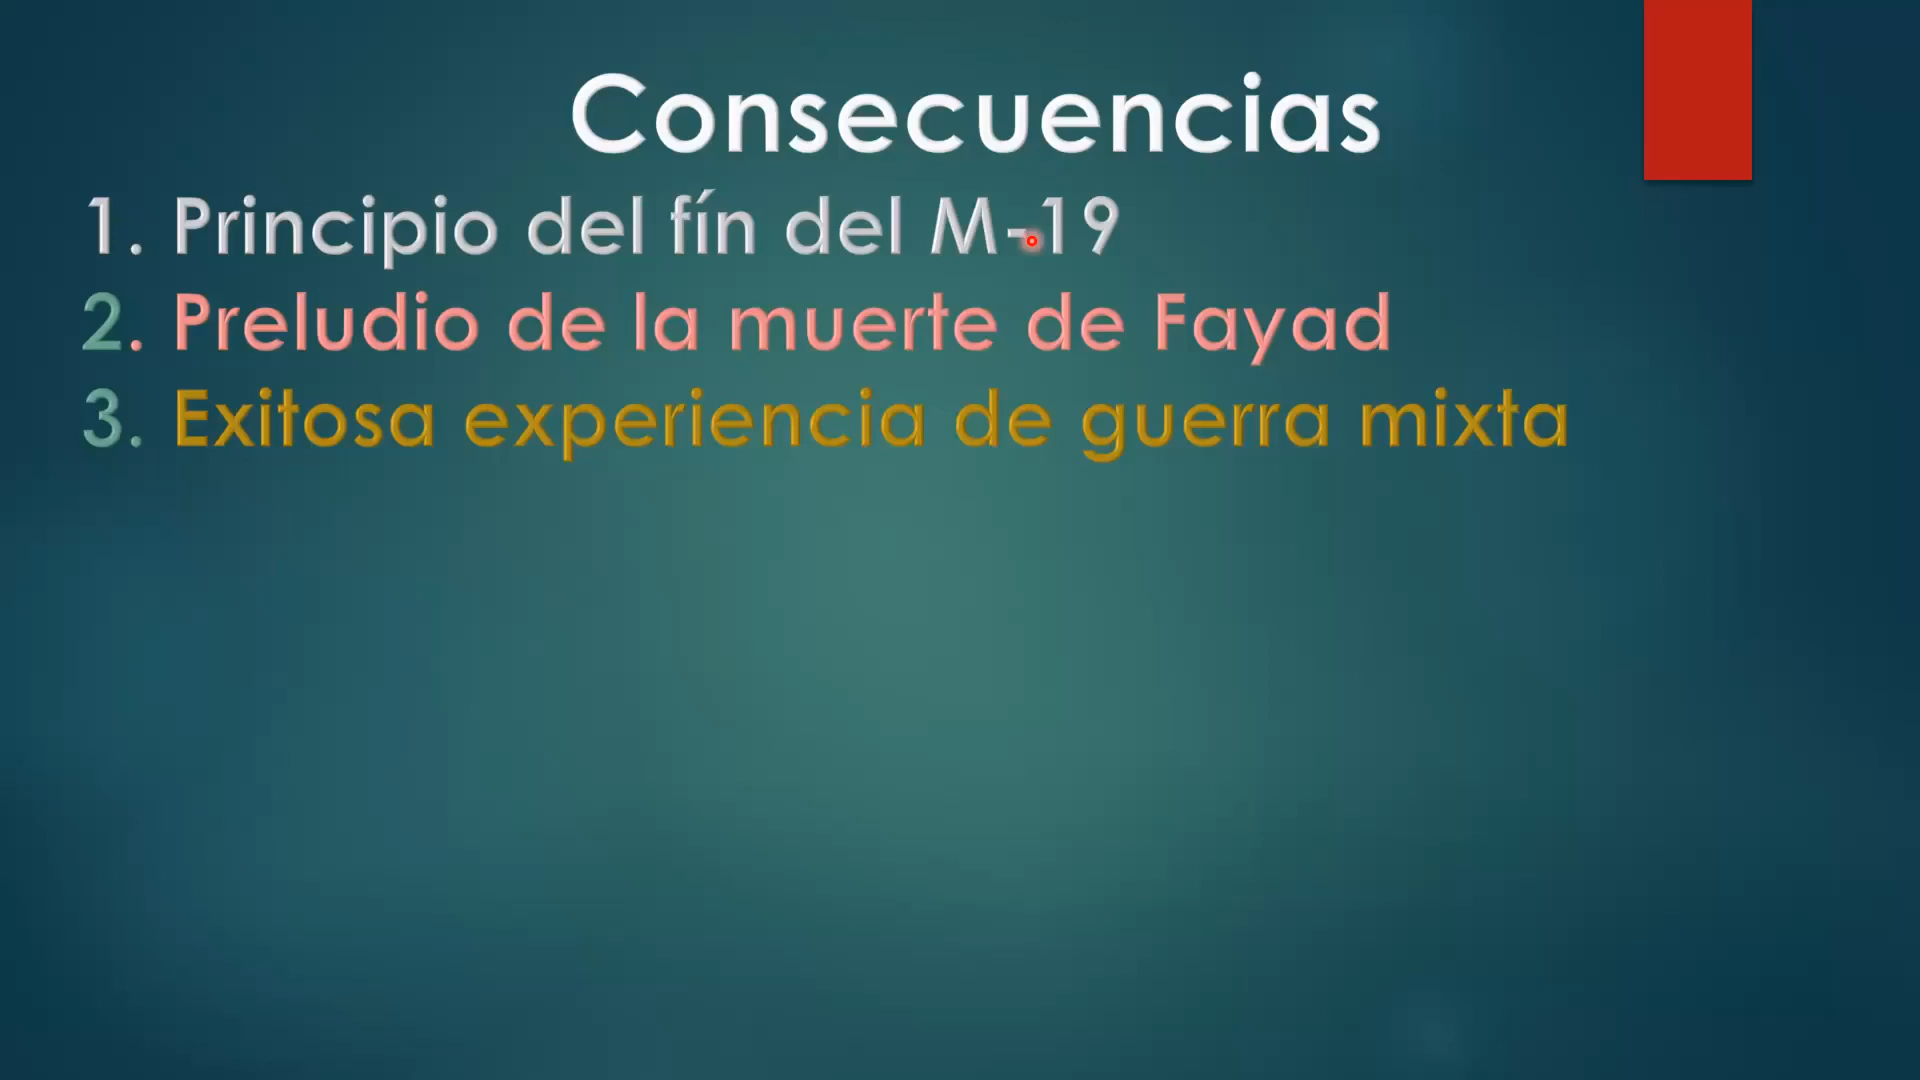 Consecuencias
1. Principio del fín del M-19
2. Preludio de la muerte de Fayad
3. Exitosa experiencia de guerra mixta